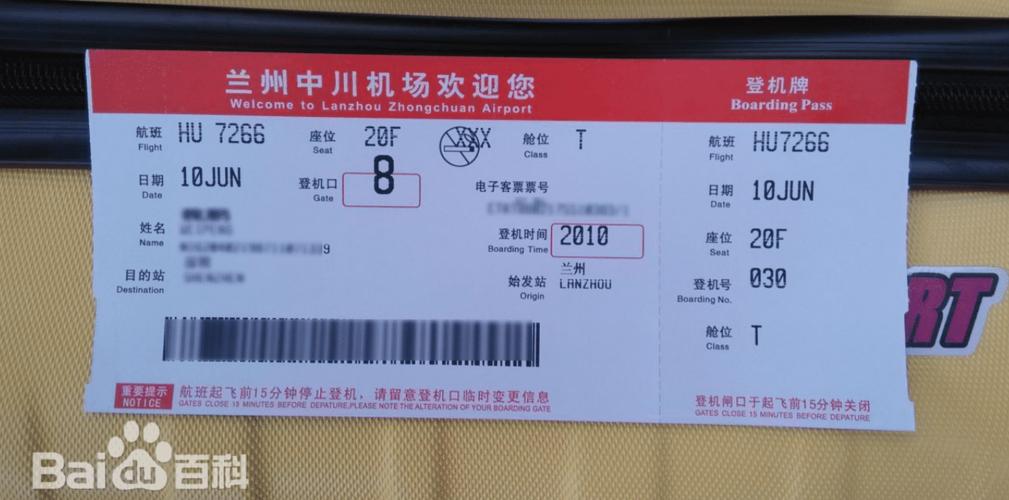 兰州中川机场欢迎您
Welcome to Lanzhou Zhongchuan Airport
登机牌
Boarding Pass
航班 HU 7266 座位 20F XXX 舱位 T
Flight Seat Class
日期 10JUN 登机口 8 电子客票票号
Date Gate
姓名 登机时间 2010
Name 9 Boarding Time
目的站 始发站 兰州
Destination Origin LANZHOU
重要提示 航班起飞前15分钟停止登机，请留意登机口临时变更信息
NOTICE GATES CLOSE 15 MINUTES BEFORE DEPATURE,PLEASE NOTE THE ALTERATION OF YOUR BOARDING GATE
航班 HU7266
Flight
日期 10JUN
Date
座位 20F
Seat
登机号 030
Boarding No.
舱位 T
Class
登机闸口于起飞前15分钟关闭
GATES CLOSE 15 MINUTES BEFORE DEPATURE
RT
Bai du 百科